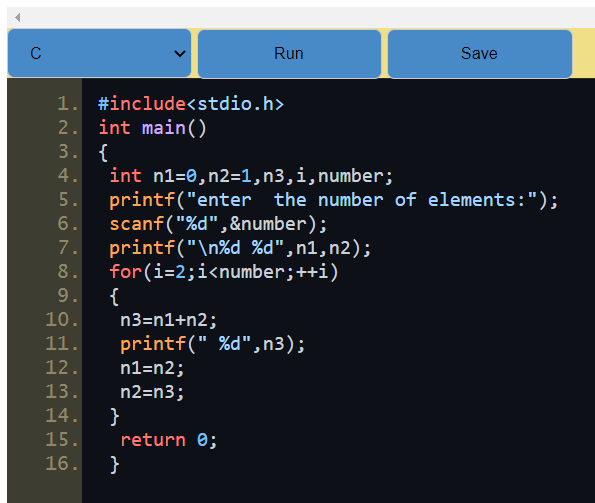 C Run Save
1. #include<stdio.h>
2. int main()
3. {
4. int n1=0,n2=1,n3,i,number;
5. printf("enter  the number of elements:");
6. scanf("%d",&number);
7. printf("\n%d %d",n1,n2);
8. for(i=2;i<number;++i)
9. {
10. n3=n1+n2;
11. printf(" %d",n3);
12. n1=n2;
13. n2=n3;
14. }
15. return 0;
16. }